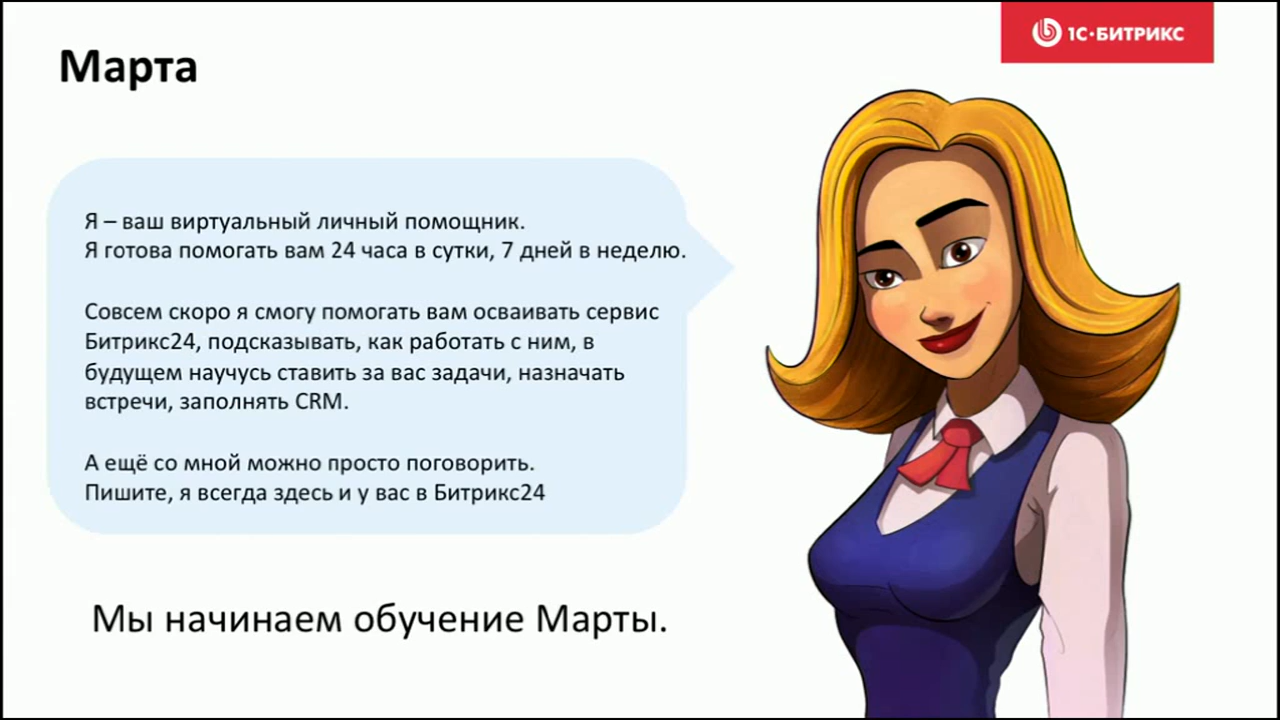 Марта
1С·БИТРИКС
Я – ваш виртуальный личный помощник.
Я готова помогать вам 24 часа в сутки, 7 дней в неделю.
Совсем скоро я смогу помогать вам осваивать сервис
Битрикс24, подсказывать, как работать с ним, в
будущем научусь ставить за вас задачи, назначать
встречи, заполнять CRM.
А ещё со мной можно просто поговорить.
Пишите, я всегда здесь и у вас в Битрикс24
Мы начинаем обучение Марты.